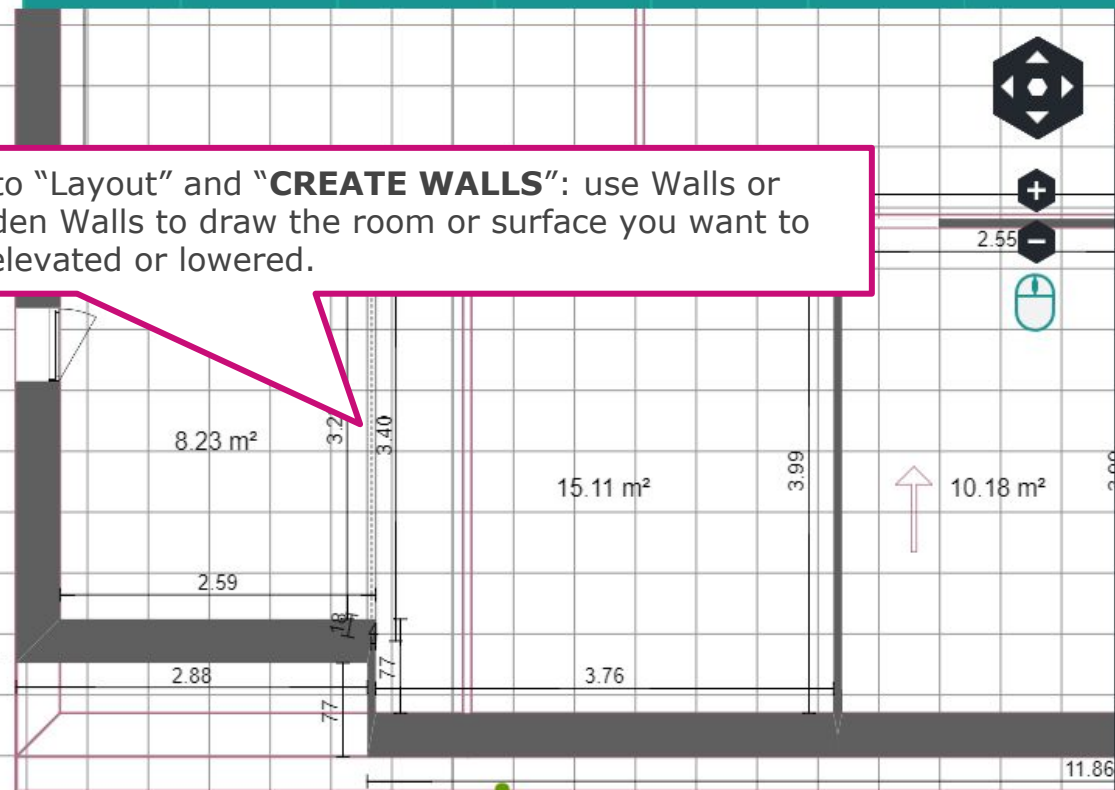 to “Layout” and “CREATE WALLS”: use Walls or
den Walls to draw the room or surface you want to
elevated or lowered.
2.55
3.2
3.40
8.23 m²
15.11 m²
3.99
10.18 m²
2.59
18
4
77
2.88
77
3.76
11.86